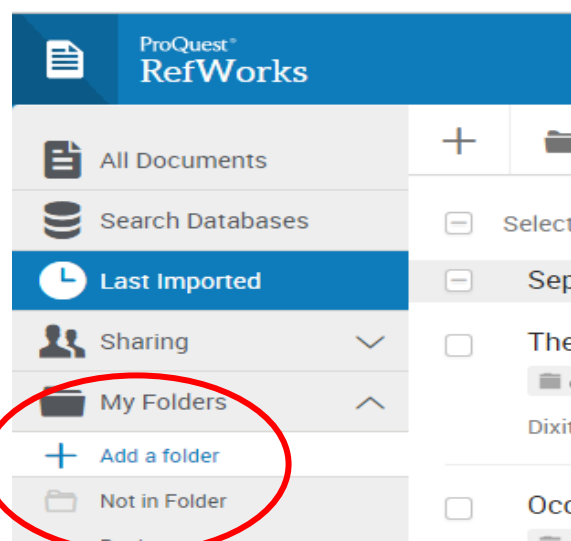 ProQuest°
RefWorks
All Documents
Search Databases
Select
Last Imported
Sep
Sharing
The
My Folders
Dixit
Add a folder
Not in Folder
Occ